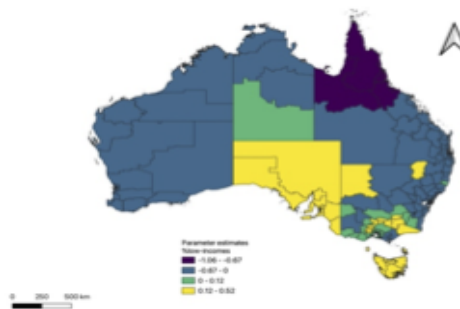 Parameter estimates
%low-incomes
-1.06 - -0.67
-0.67 - 0
0 - 0.12
0.12 - 0.52
0 250 500 km